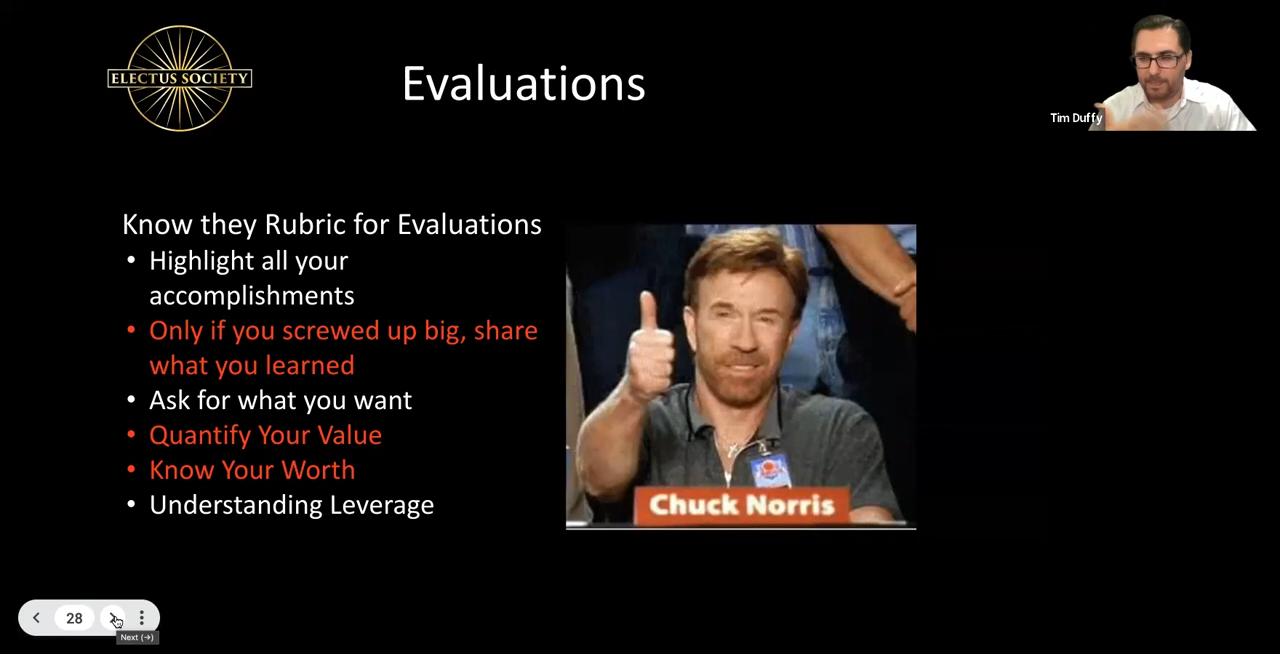 ELECTUS SOCIETY
Evaluations
Tim Duffy
Know they Rubric for Evaluations
• Highlight all your
accomplishments
• Only if you screwed up big, share
what you learned
• Ask for what you want
• Quantify Your Value
• Know Your Worth
• Understanding Leverage
Chuck Norris
28
Next (→)